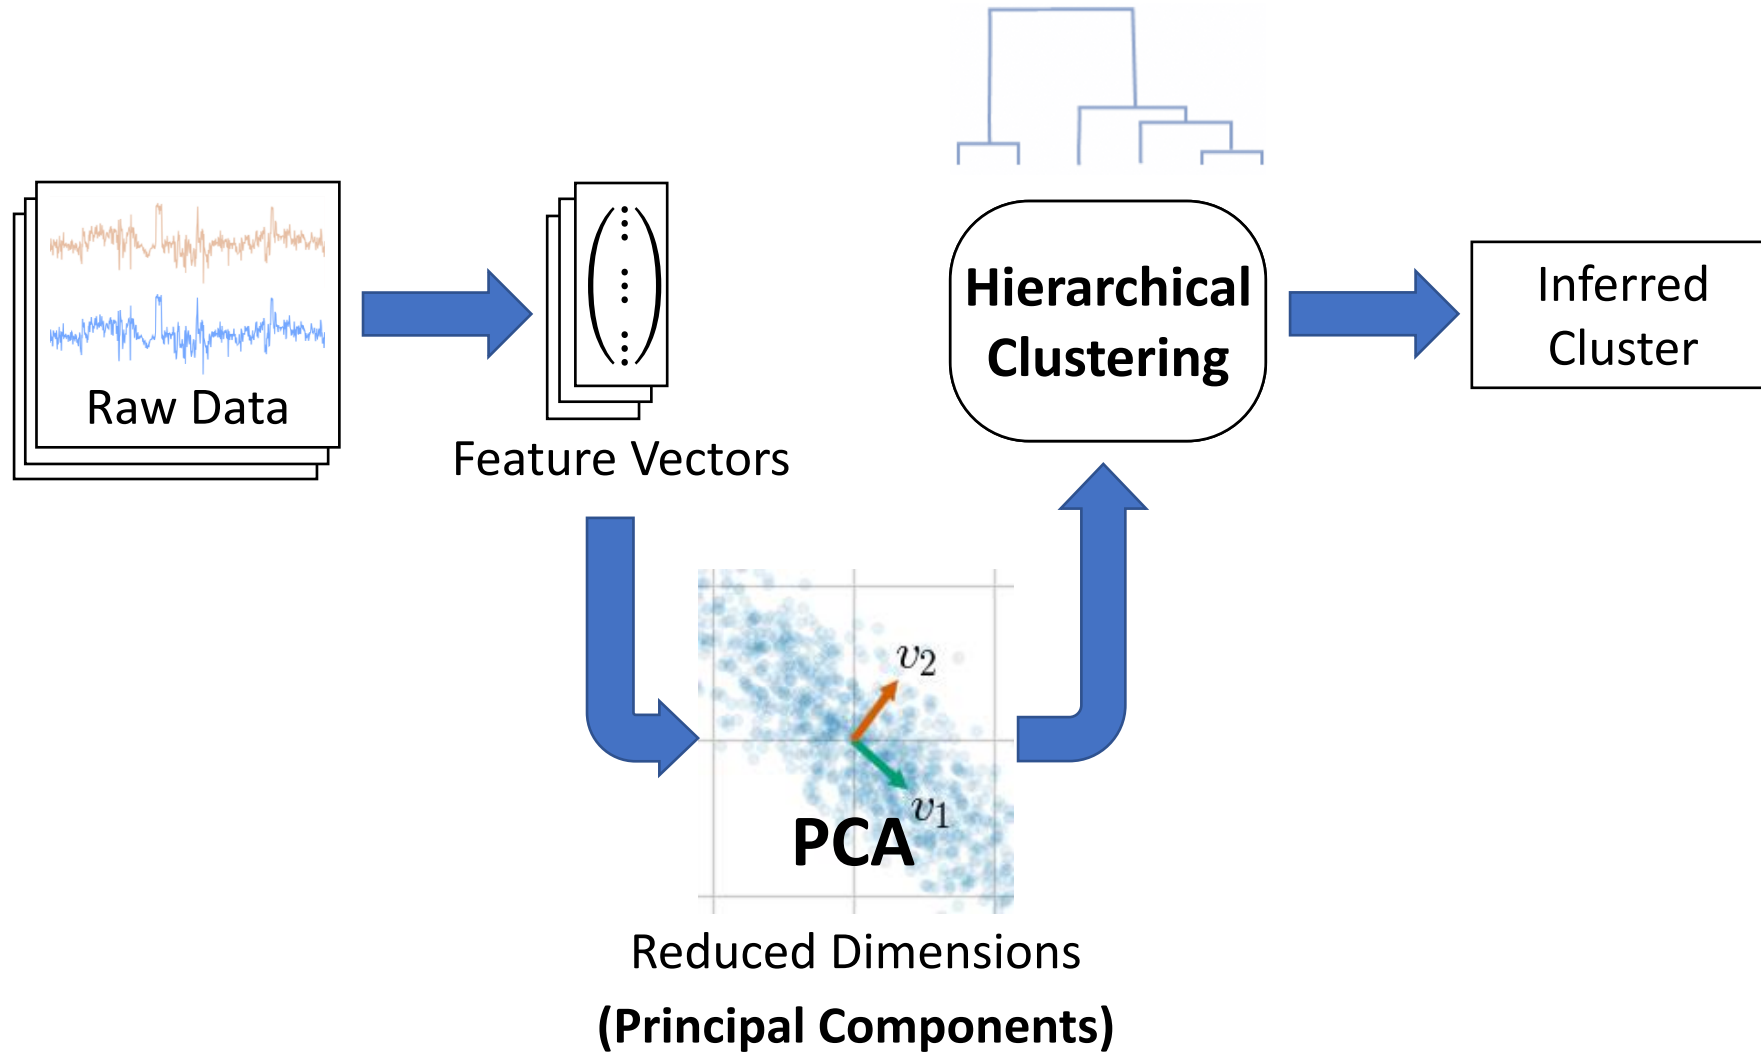 Raw Data
Feature Vectors
v2
v1
PCA
Reduced Dimensions
(Principal Components)
Hierarchical
Clustering
Inferred
Cluster